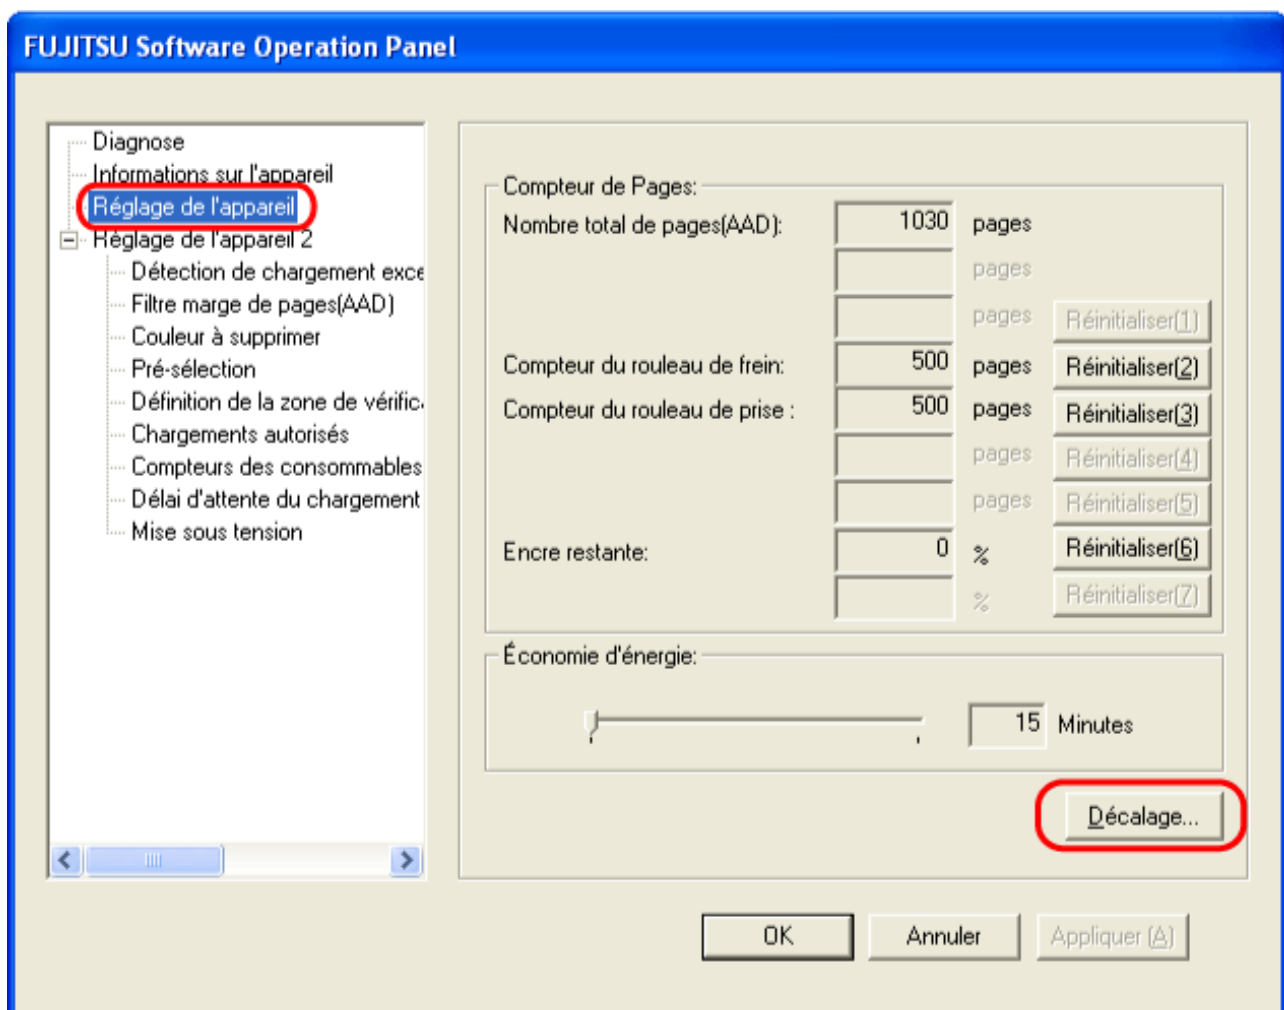 FUJITSU Software Operation Panel
Diagnose
Informations sur l'appareil
Réglage de l'appareil
Réglage de l'appareil 2
Détection de chargement exce
Filtre marge de pages(AAD)
Couleur à supprimer
Pré-sélection
Définition de la zone de vérific
Chargements autorisés
Compteurs des consommables
Délai d'attente du chargement
Mise sous tension
Compteur de Pages:
Nombre total de pages(AAD): 1030 pages
pages
pages Réinitialiser(1)
Compteur du rouleau de frein: 500 pages Réinitialiser(2)
Compteur du rouleau de prise : 500 pages Réinitialiser(3)
pages Réinitialiser(4)
pages Réinitialiser(5)
Encre restante: 0 % Réinitialiser(6)
% Réinitialiser(7)
Économie d'énergie:
15 Minutes
Décalage...
OK Annuler Appliquer (A)